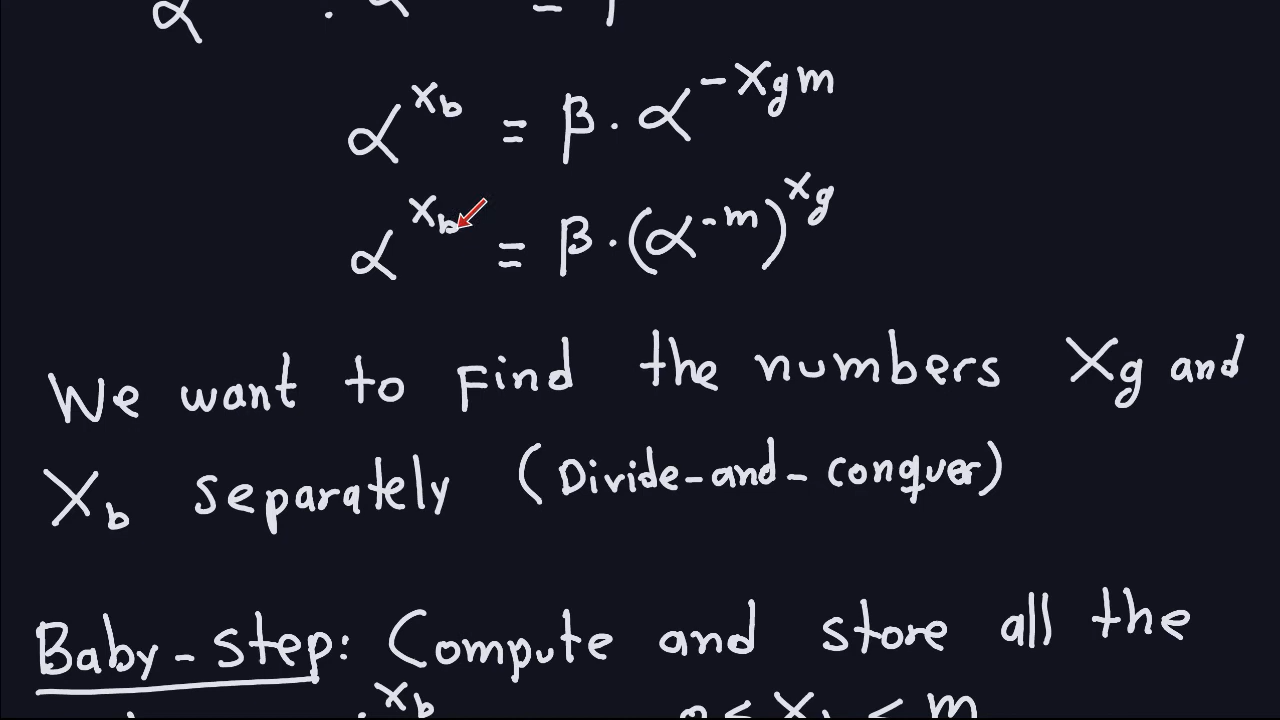 α^{x_b} = β · α^{-x_g m}
α^{x_b} = β · (α^{-m})^{x_g}
We want to find the numbers X_g and
X_b separately (Divide-and-conquer)
Baby-step: Compute and store all the